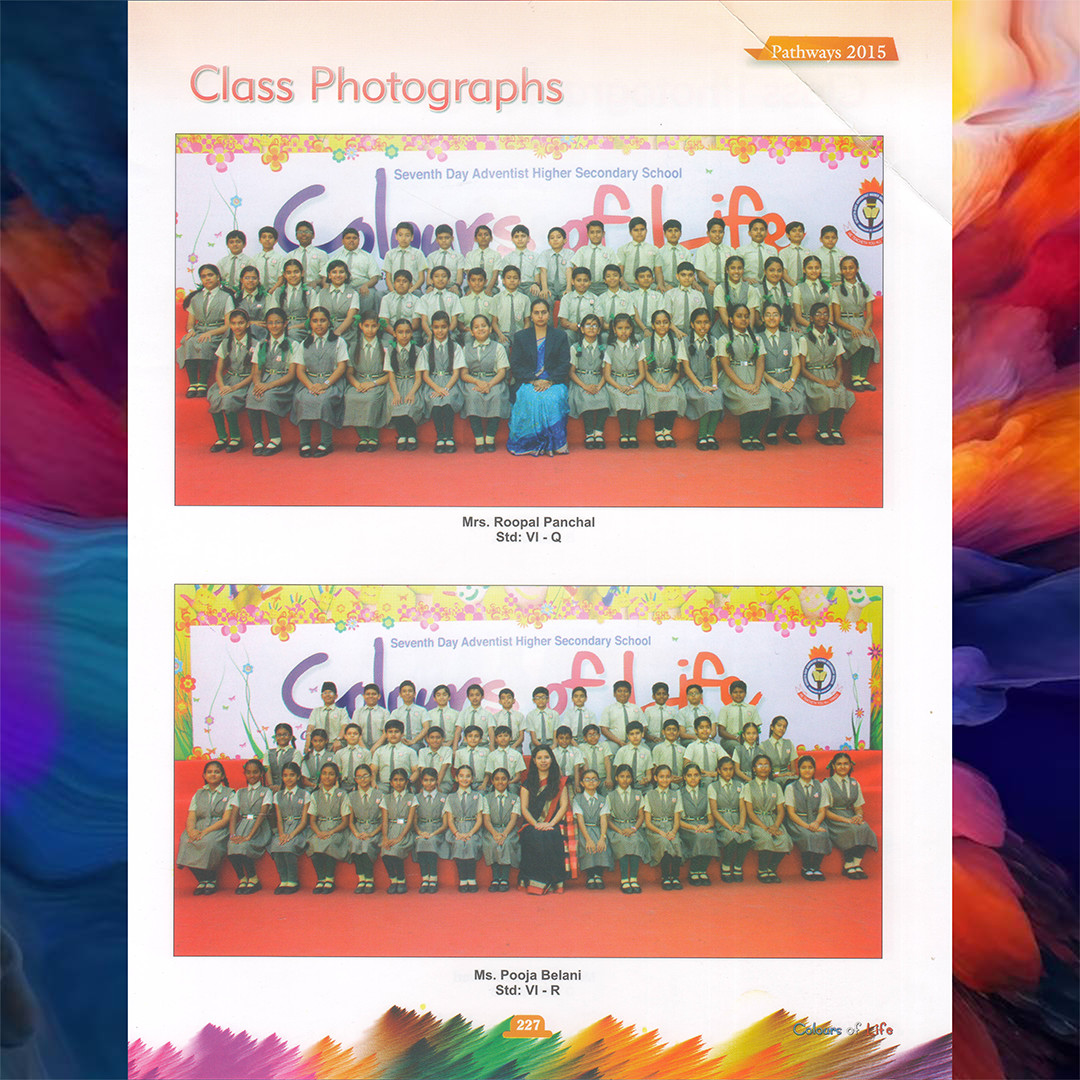 Pathways 2015
Class Photographs
Seventh Day Adventist Higher Secondary School
Colours of Life
Mrs. Roopal Panchal
Std: VI - Q
Seventh Day Adventist Higher Secondary School
Colours of Life
Ms. Pooja Belani
Std: VI - R
227
Colours of Life